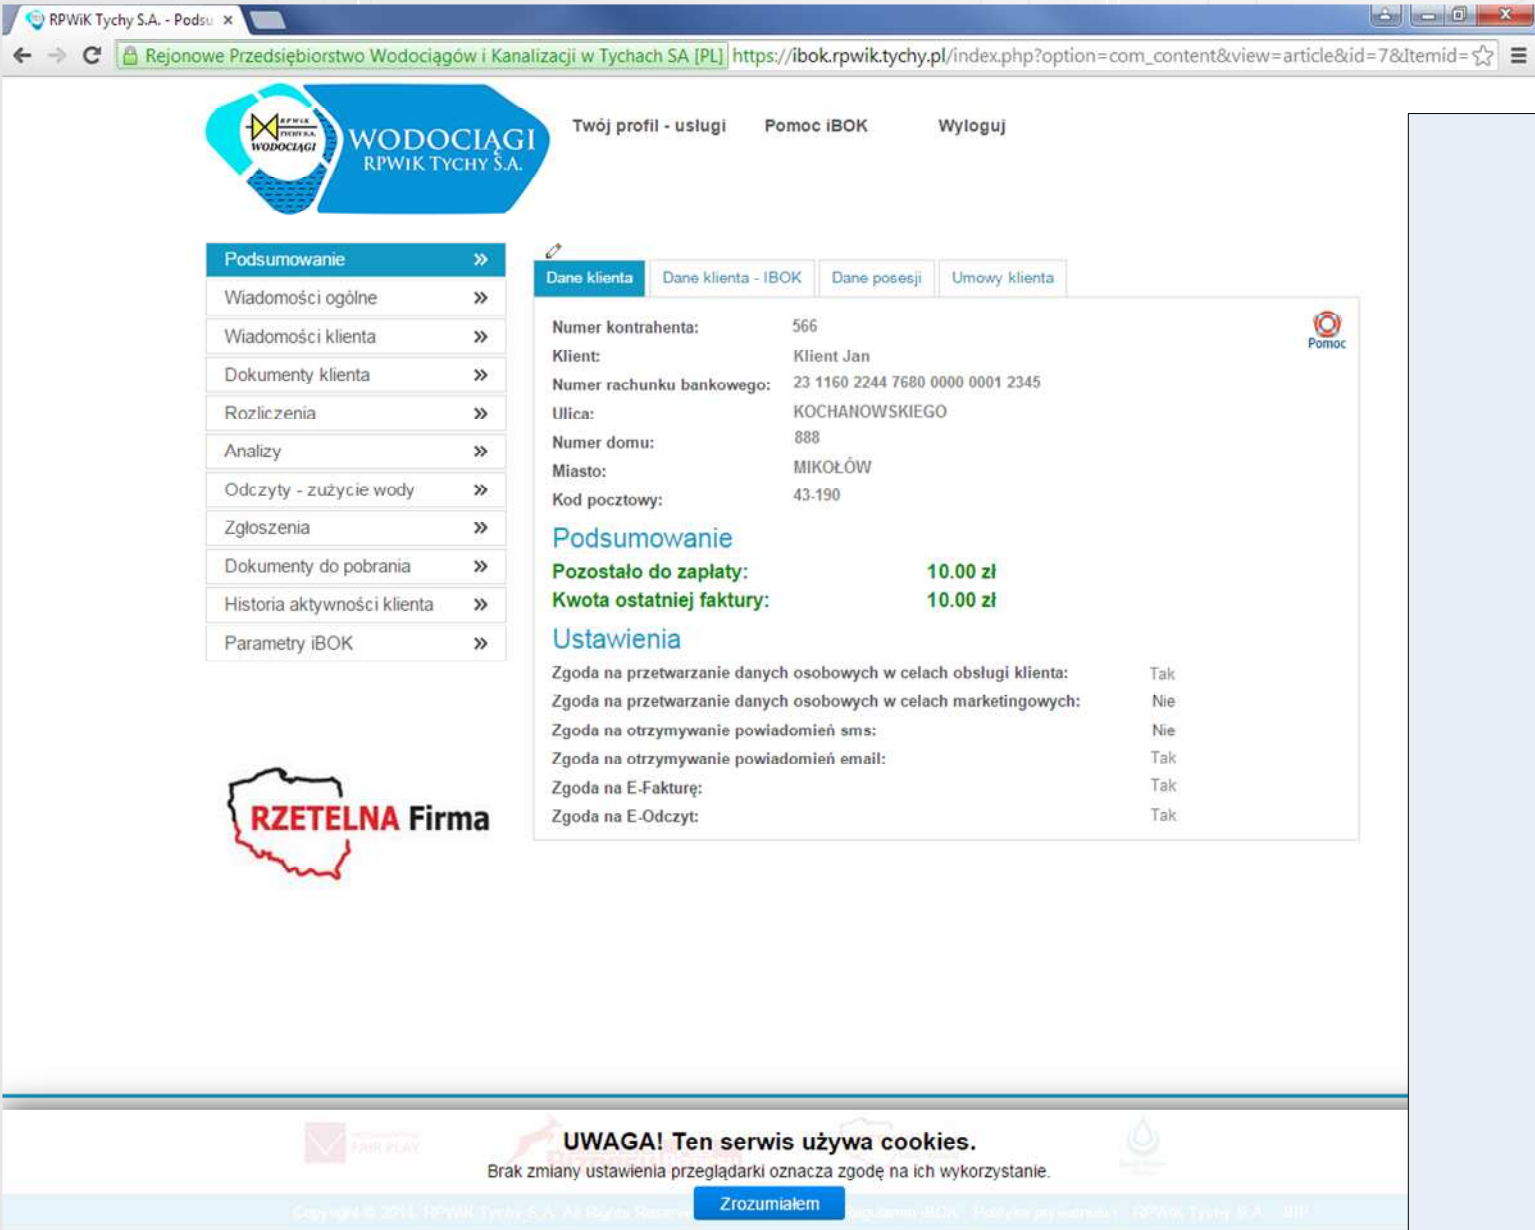 RPWiK Tychy S.A. - Podsu
Rejonowe Przedsiębiorstwo Wodociągów i Kanalizacji w Tychach SA [PL] https://ibok.rpwik.tychy.pl/index.php?option=com_content&view=article&id=7&Itemid=
RPWIK
TYCHY S.A.
WODOCIĄGI
WODOCIĄGI
RPWIK TYCHY S.A.
Twój profil - usługi Pomoc iBOK Wyloguj
Podsumowanie
Wiadomości ogólne
Wiadomości klienta
Dokumenty klienta
Rozliczenia
Analizy
Odczyty - zużycie wody
Zgłoszenia
Dokumenty do pobrania
Historia aktywności klienta
Parametry iBOK
RZETELNA Firma
Dane klienta Dane klienta - IBOK Dane posesji Umowy klienta
Pomoc
Numer kontrahenta: 566
Klient: Klient Jan
Numer rachunku bankowego: 23 1160 2244 7680 0000 0001 2345
Ulica: KOCHANOWSKIEGO
Numer domu: 888
Miasto: MIKOŁÓW
Kod pocztowy: 43-190
Podsumowanie
Pozostało do zapłaty: 10.00 zł
Kwota ostatniej faktury: 10.00 zł
Ustawienia
Zgoda na przetwarzanie danych osobowych w celach obsługi klienta: Tak
Zgoda na przetwarzanie danych osobowych w celach marketingowych: Nie
Zgoda na otrzymywanie powiadomień sms: Nie
Zgoda na otrzymywanie powiadomień email: Tak
Zgoda na E-Fakturę: Tak
Zgoda na E-Odczyt: Tak
FAIR PLAY
UWAGA! Ten serwis używa cookies.
Brak zmiany ustawienia przeglądarki oznacza zgodę na ich wykorzystanie.
Zrozumiałem